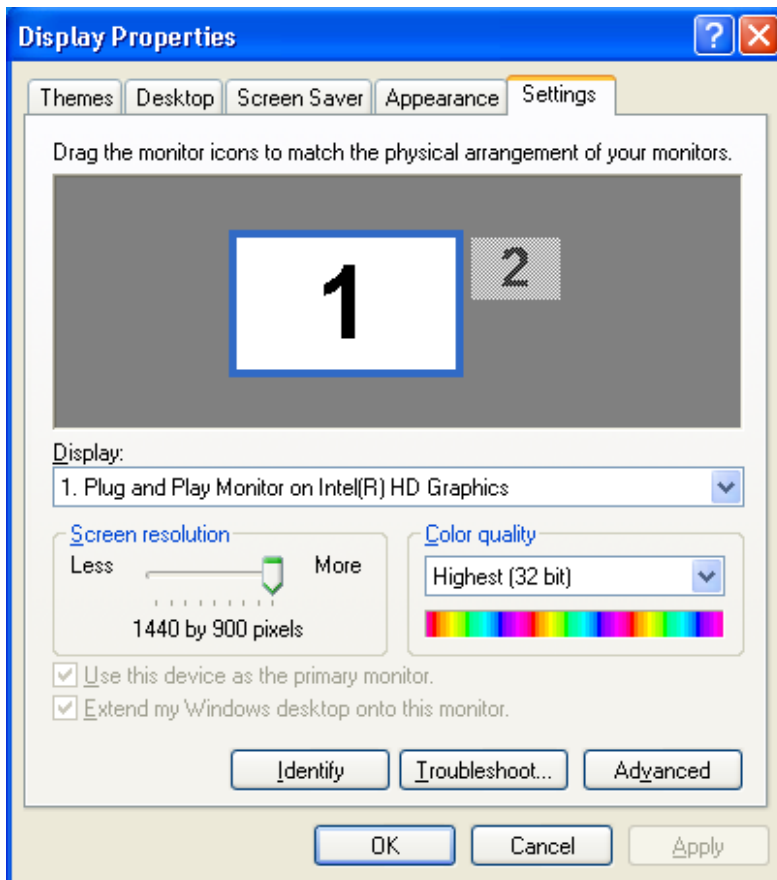 Display Properties
Themes Desktop Screen Saver Appearance Settings
Drag the monitor icons to match the physical arrangement of your monitors.
1 2
Display:
1. Plug and Play Monitor on Intel(R) HD Graphics
Screen resolution Color quality
Less More Highest (32 bit)
1440 by 900 pixels
Use this device as the primary monitor.
Extend my Windows desktop onto this monitor.
Identify Troubleshoot... Advanced
OK Cancel Apply